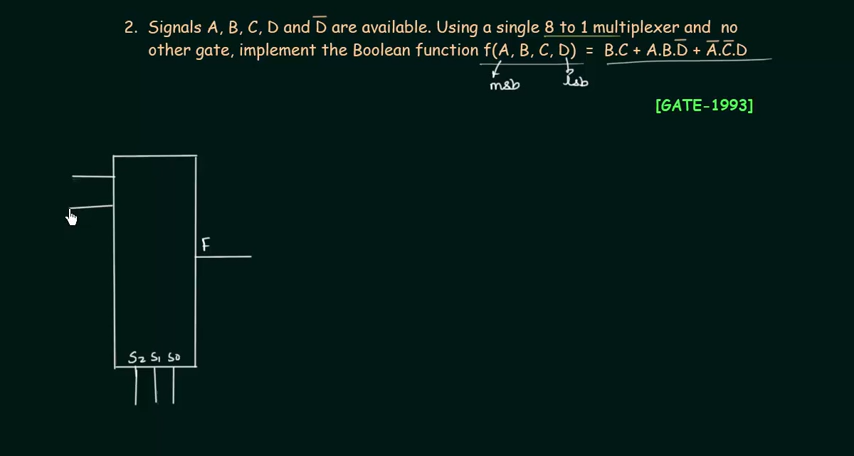 2. Signals A, B, C, D and D̅ are available. Using a single 8 to 1 multiplexer and no
other gate, implement the Boolean function f(A, B, C, D) = B.C + A.B.D̅ + A̅.C̅.D
msb lsb
[GATE-1993]
F
S2 S1 S0